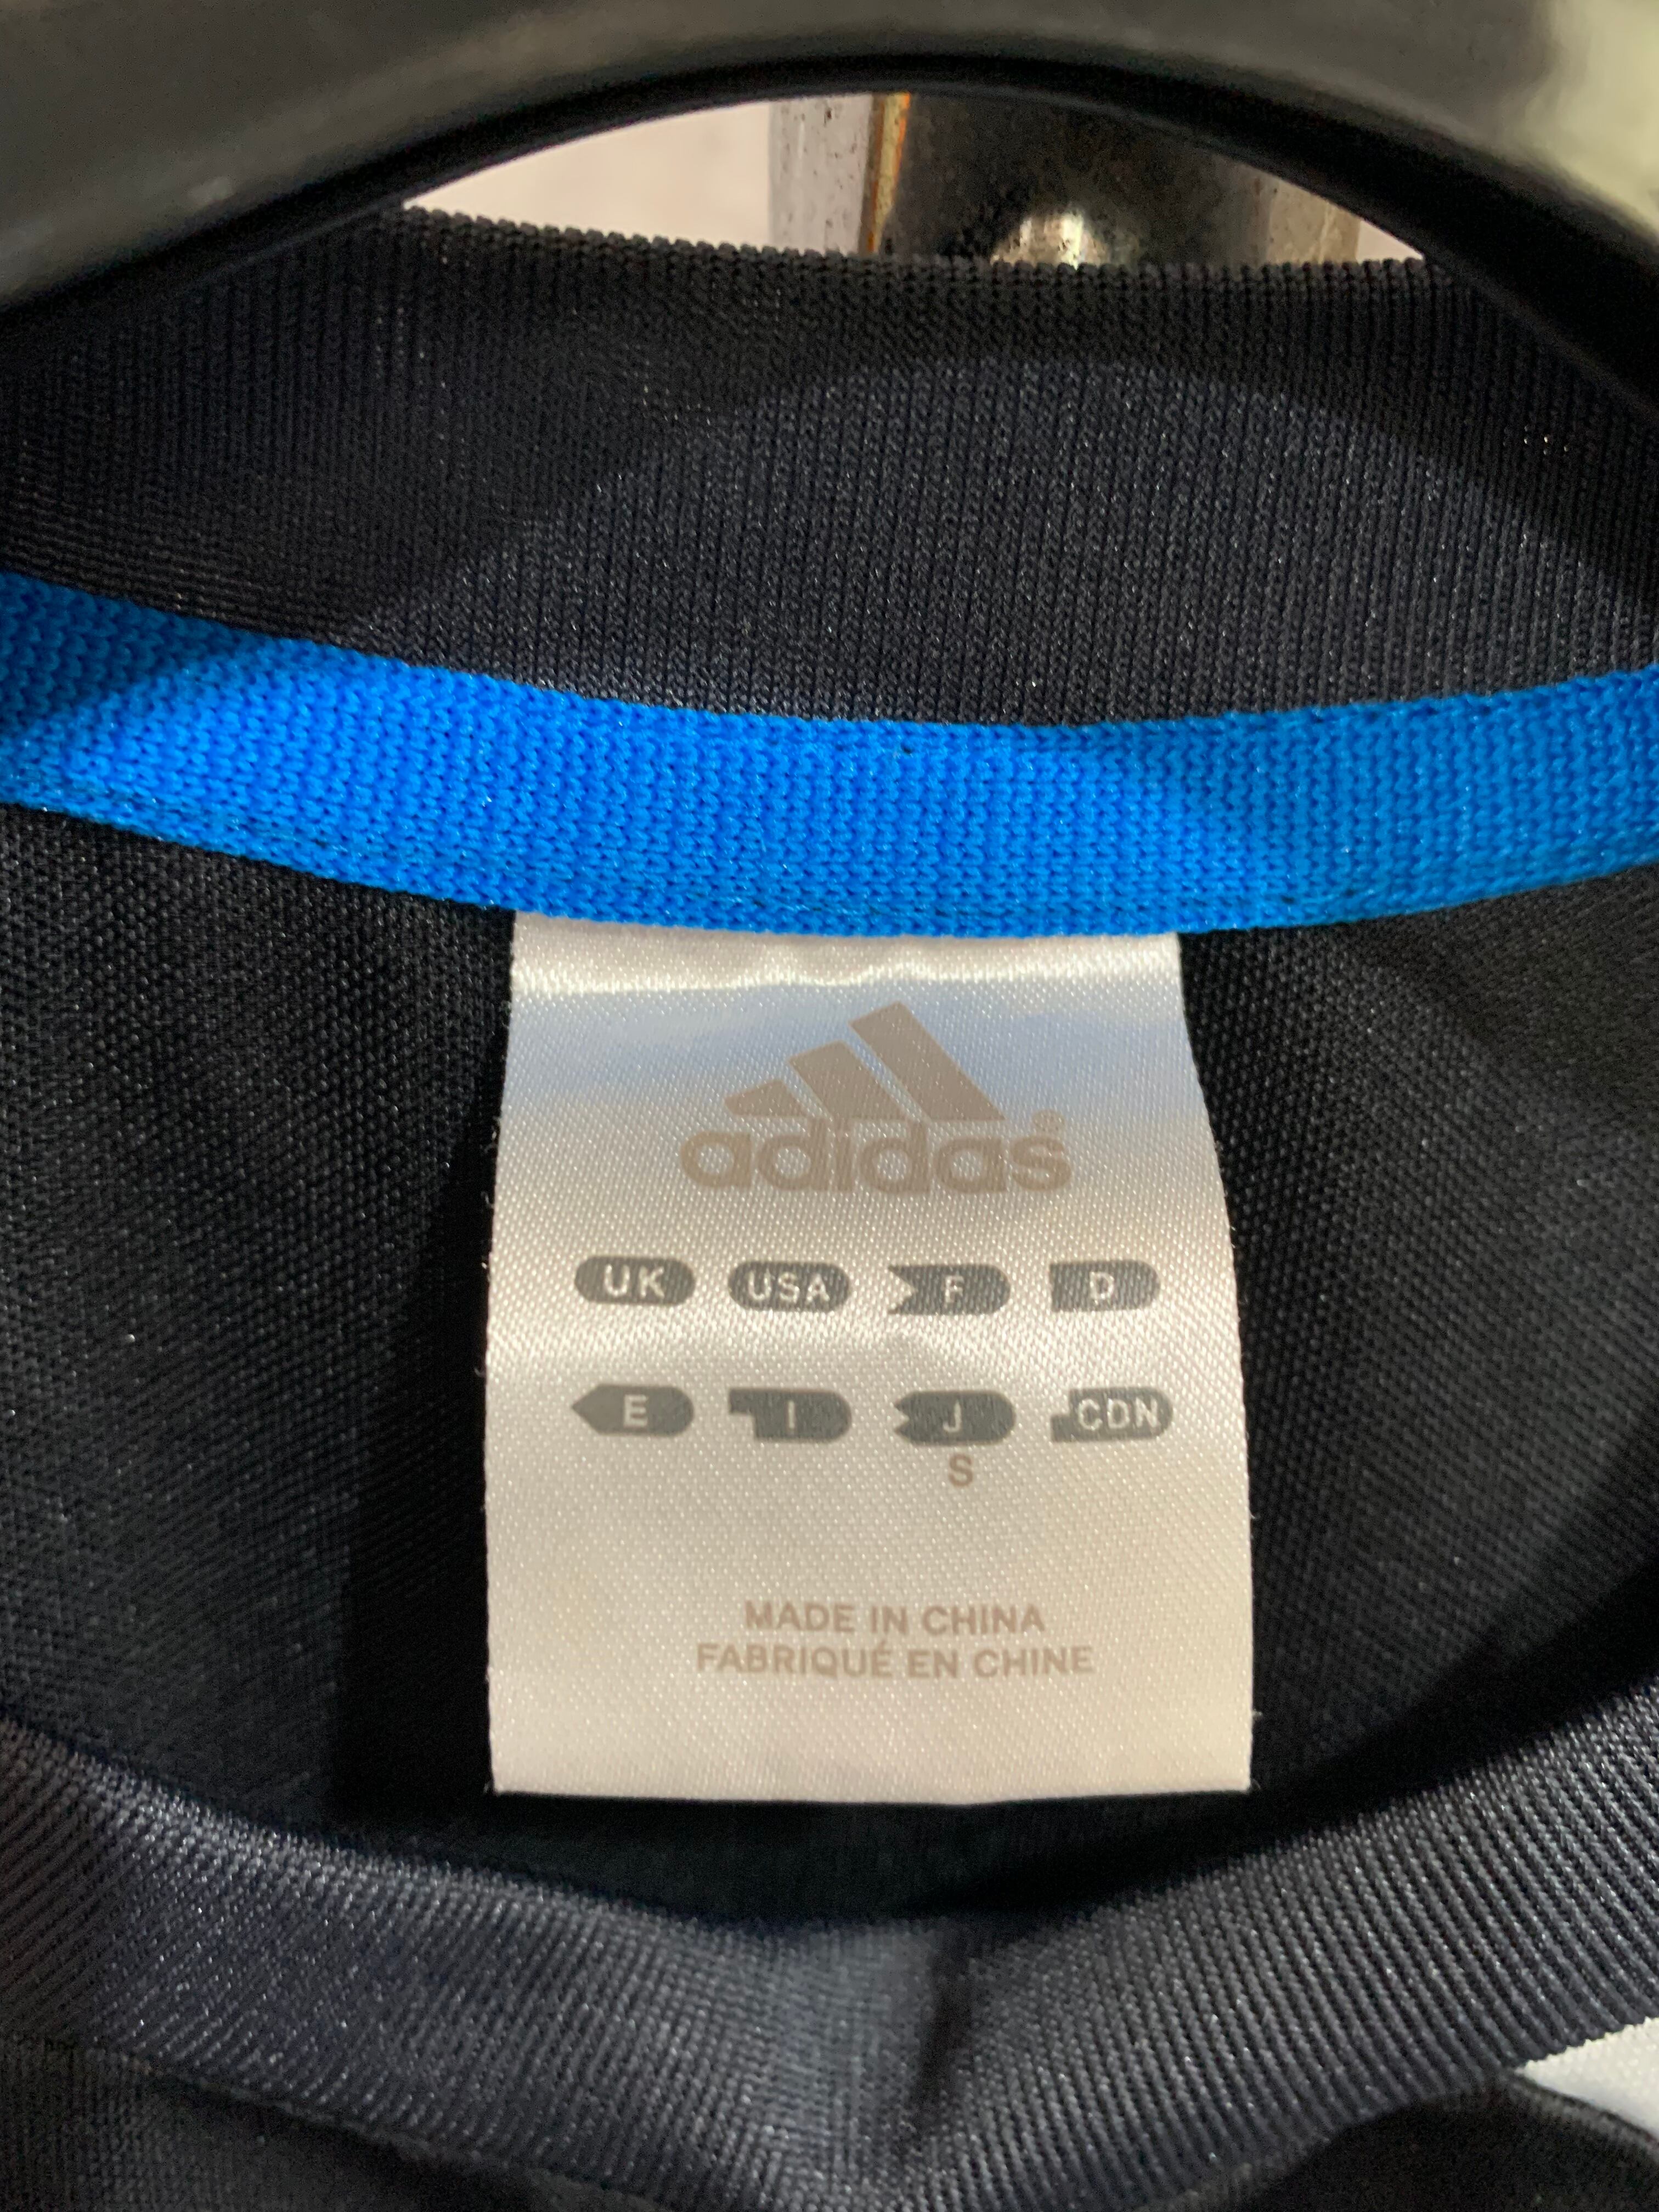 adidas®
UK USA F D
E I J CDN
S
MADE IN CHINA
FABRIQUÉ EN CHINE